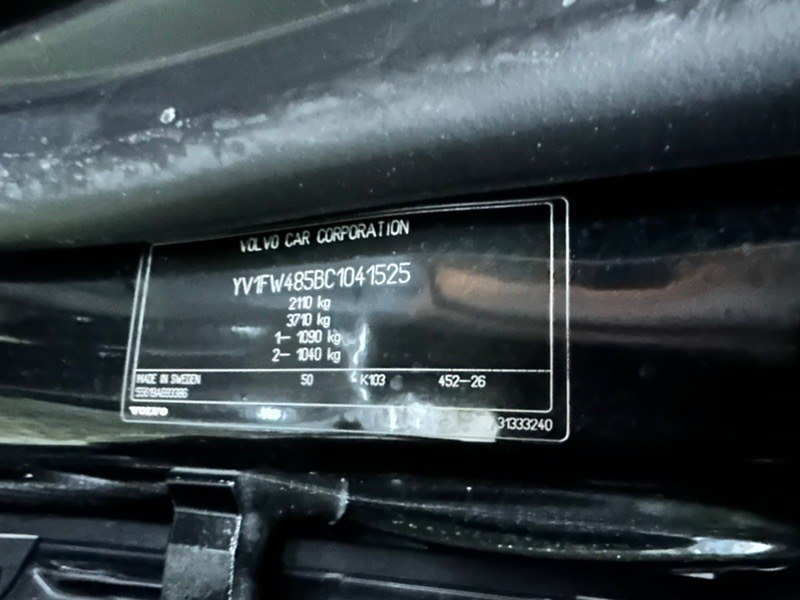 VOLVO CAR CORPORATION
YV1FW485BC1041525
2110 kg
3710 kg
1- 1090 kg
2- 1040 kg
MADE IN SWEDEN 50 K103 452-26
VOLVO 31333240